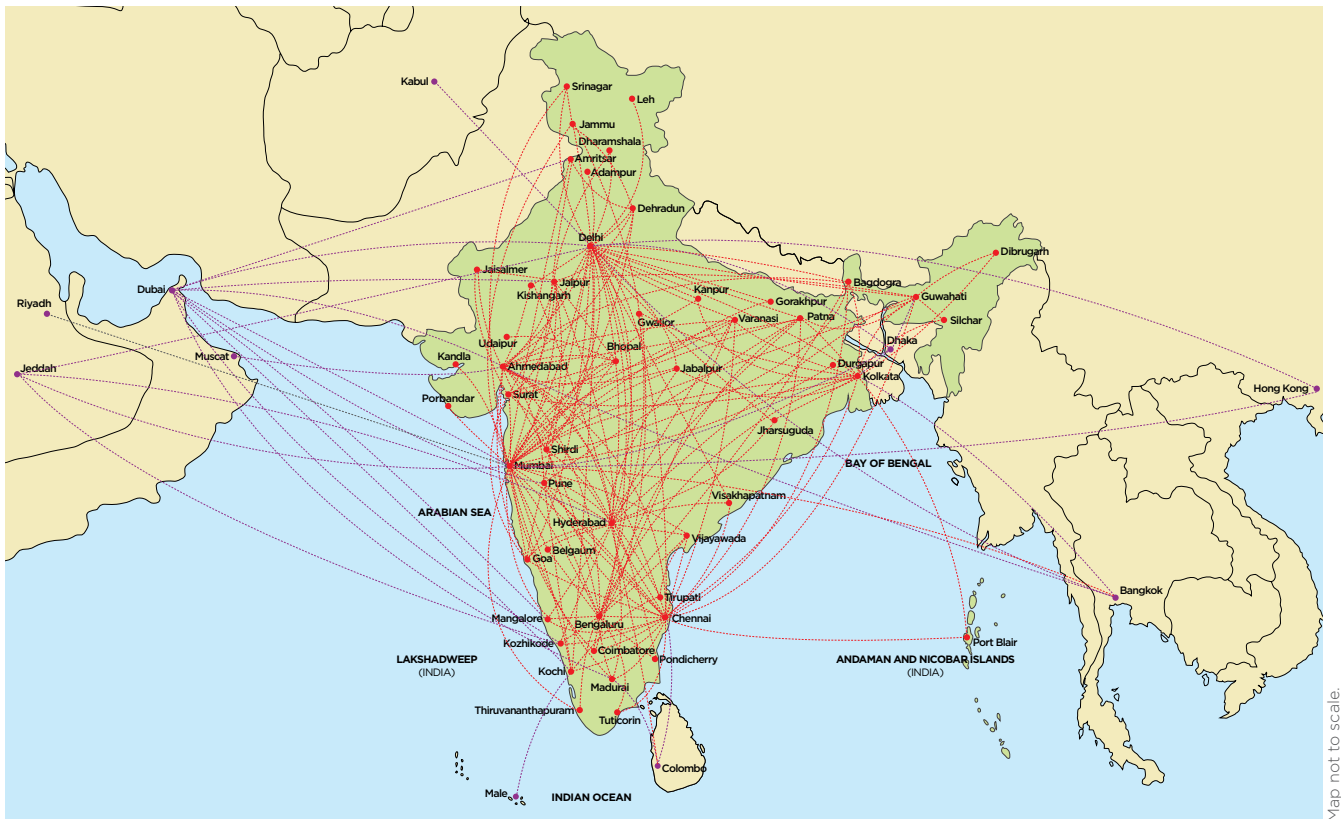 Kabul
Srinagar
Leh
Jammu
Dharamshala
Amritsar
Adampur
Dehradun
Delhi
Dibrugarh
Jaisalmer
Jaipur
Bagdogra
Dubai
Kishangarh
Kanpur
Gorakhpur
Guwahati
Riyadh
Gwalior
Varanasi
Patna
Silchar
Udaipur
Dhaka
Muscat
Kandla
Bhopal
Jeddah
Ahmedabad
Jabalpur
Durgapur
Kolkata
Hong Kong
Porbandar
Surat
Jharsuguda
Shirdi
Mumbai
BAY OF BENGAL
Pune
ARABIAN SEA
Visakhapatnam
Hyderabad
Vijayawada
Belgaum
Goa
Bangkok
Tirupati
Mangalore
Bengaluru
Chennai
Kozhikode
Port Blair
Coimbatore
LAKSHADWEEP
(INDIA)
Pondicherry
ANDAMAN AND NICOBAR ISLANDS
(INDIA)
Kochi
Madurai
Thiruvananthapuram
Tuticorin
Colombo
Male
INDIAN OCEAN
Map not to scale.